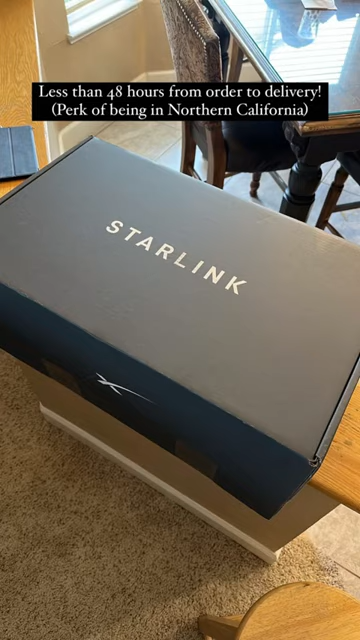 Less than 48 hours from order to delivery!
(Perk of being in Northern California)
STARLINK